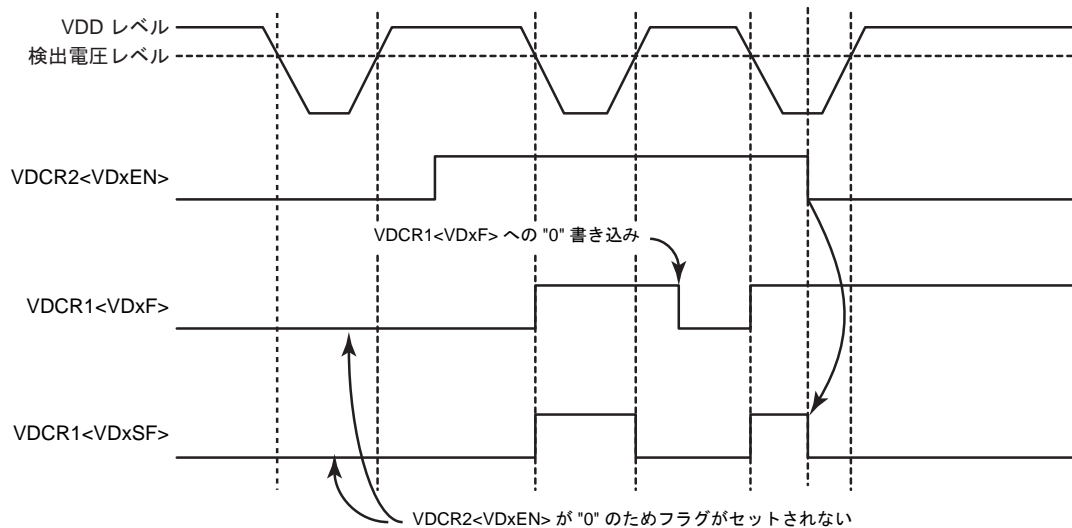 VDD レベル
検出電圧レベル
VDCR2<VDxEN>
VDCR1<VDxF> への "0" 書き込み
VDCR1<VDxF>
VDCR1<VDxSF>
VDCR2<VDxEN> が "0" のためフラグがセットされない